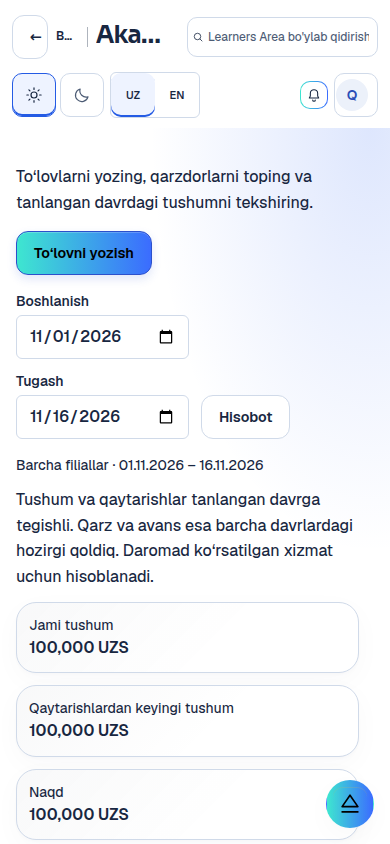 ← B... Aka... Learners Area bo'ylab qidirish
UZ EN Q
To‘lovlarni yozing, qarzdorlarni toping va
tanlangan davrdagi tushumni tekshiring.
To‘lovni yozish
Boshlanish
11/01/2026
Tugash
11/16/2026 Hisobot
Barcha filiallar · 01.11.2026 – 16.11.2026
Tushum va qaytarishlar tanlangan davrga
tegishli. Qarz va avans esa barcha davrlardagi
hozirgi qoldiq. Daromad ko‘rsatilgan xizmat
uchun hisoblanadi.
Jami tushum
100,000 UZS
Qaytarishlardan keyingi tushum
100,000 UZS
Naqd
100,000 UZS